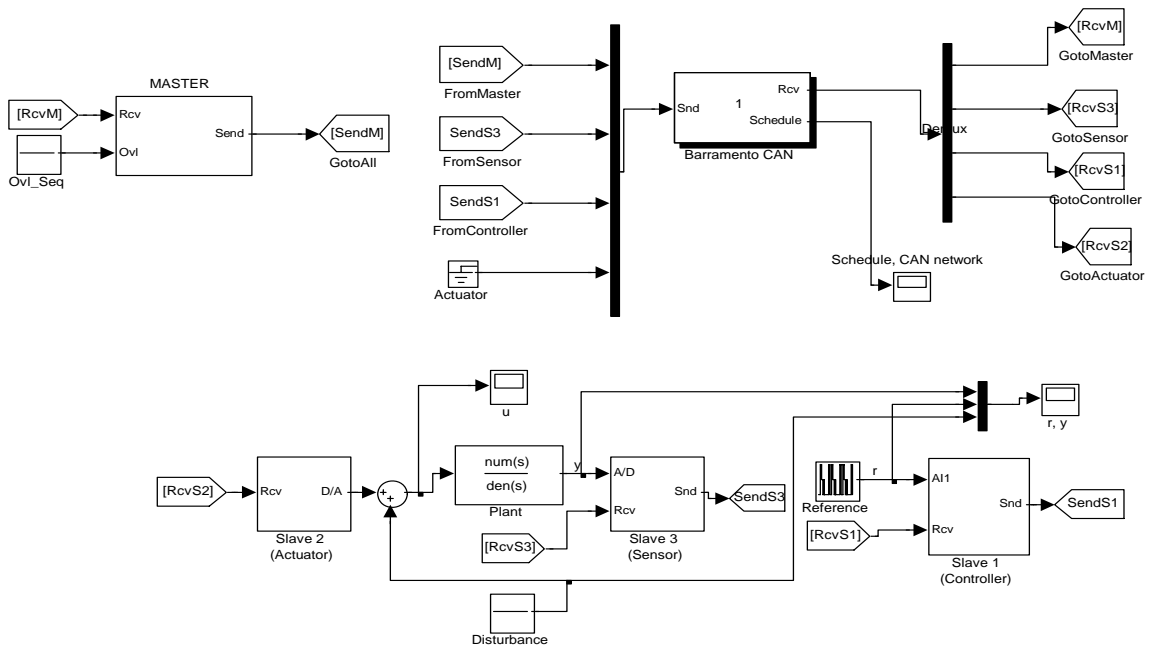 MASTER
[RcvM]
Rcv
Ovl
Send
Ovl_Seq
[SendM]
GotoAll
[SendM]
FromMaster
SendS3
FromSensor
SendS1
FromController
Actuator
Snd
1
Rcv
Schedule
Barramento CAN
Demux
[RcvM]
GotoMaster
[RcvS3]
GotoSensor
[RcvS1]
GotoController
[RcvS2]
GotoActuator
Schedule, CAN network
u
r, y
[RcvS2]
Rcv
D/A
Slave 2
(Actuator)
num(s)
den(s)
Plant
y
A/D
Rcv
Snd
Slave 3
(Sensor)
[RcvS3]
SendS3
Reference
r
[RcvS1]
AI1
Rcv
Snd
Slave 1
(Controller)
SendS1
Disturbance